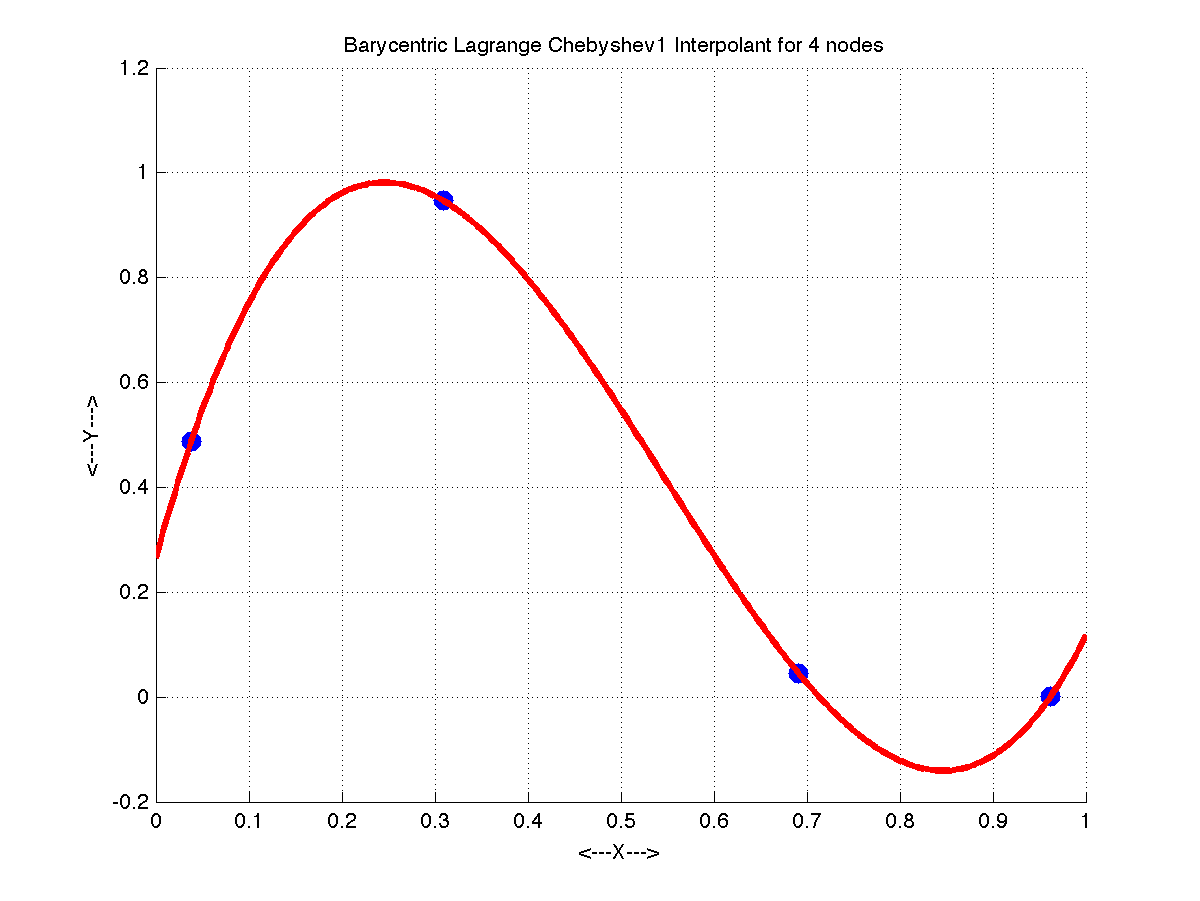 Barycentric Lagrange Chebyshev1 Interpolant for 4 nodes
1.2
1
0.8
0.6
0.4
0.2
0
-0.2
<---Y--->
0 0.1 0.2 0.3 0.4 0.5 0.6 0.7 0.8 0.9 1
<---X--->